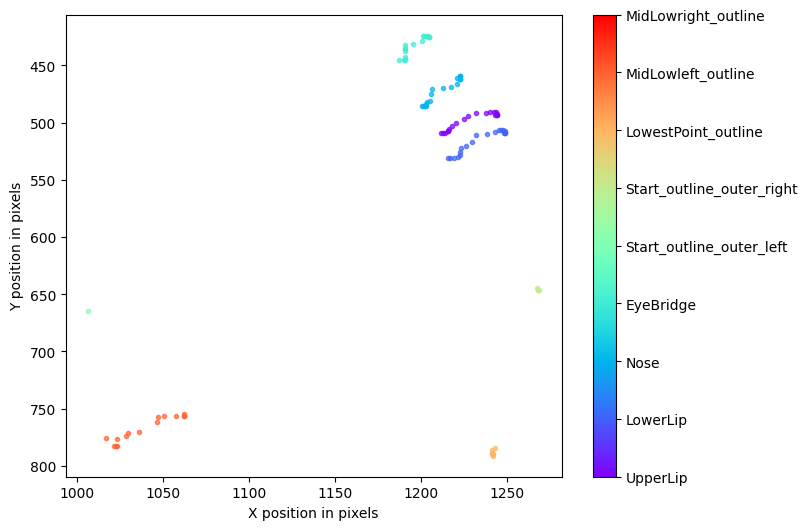 MidLowright_outline
MidLowleft_outline
LowestPoint_outline
Start_outline_outer_right
Start_outline_outer_left
EyeBridge
Nose
LowerLip
UpperLip
450
500
550
600
650
700
750
800
1000
1050
1100
1150
1200
1250
Y position in pixels
X position in pixels